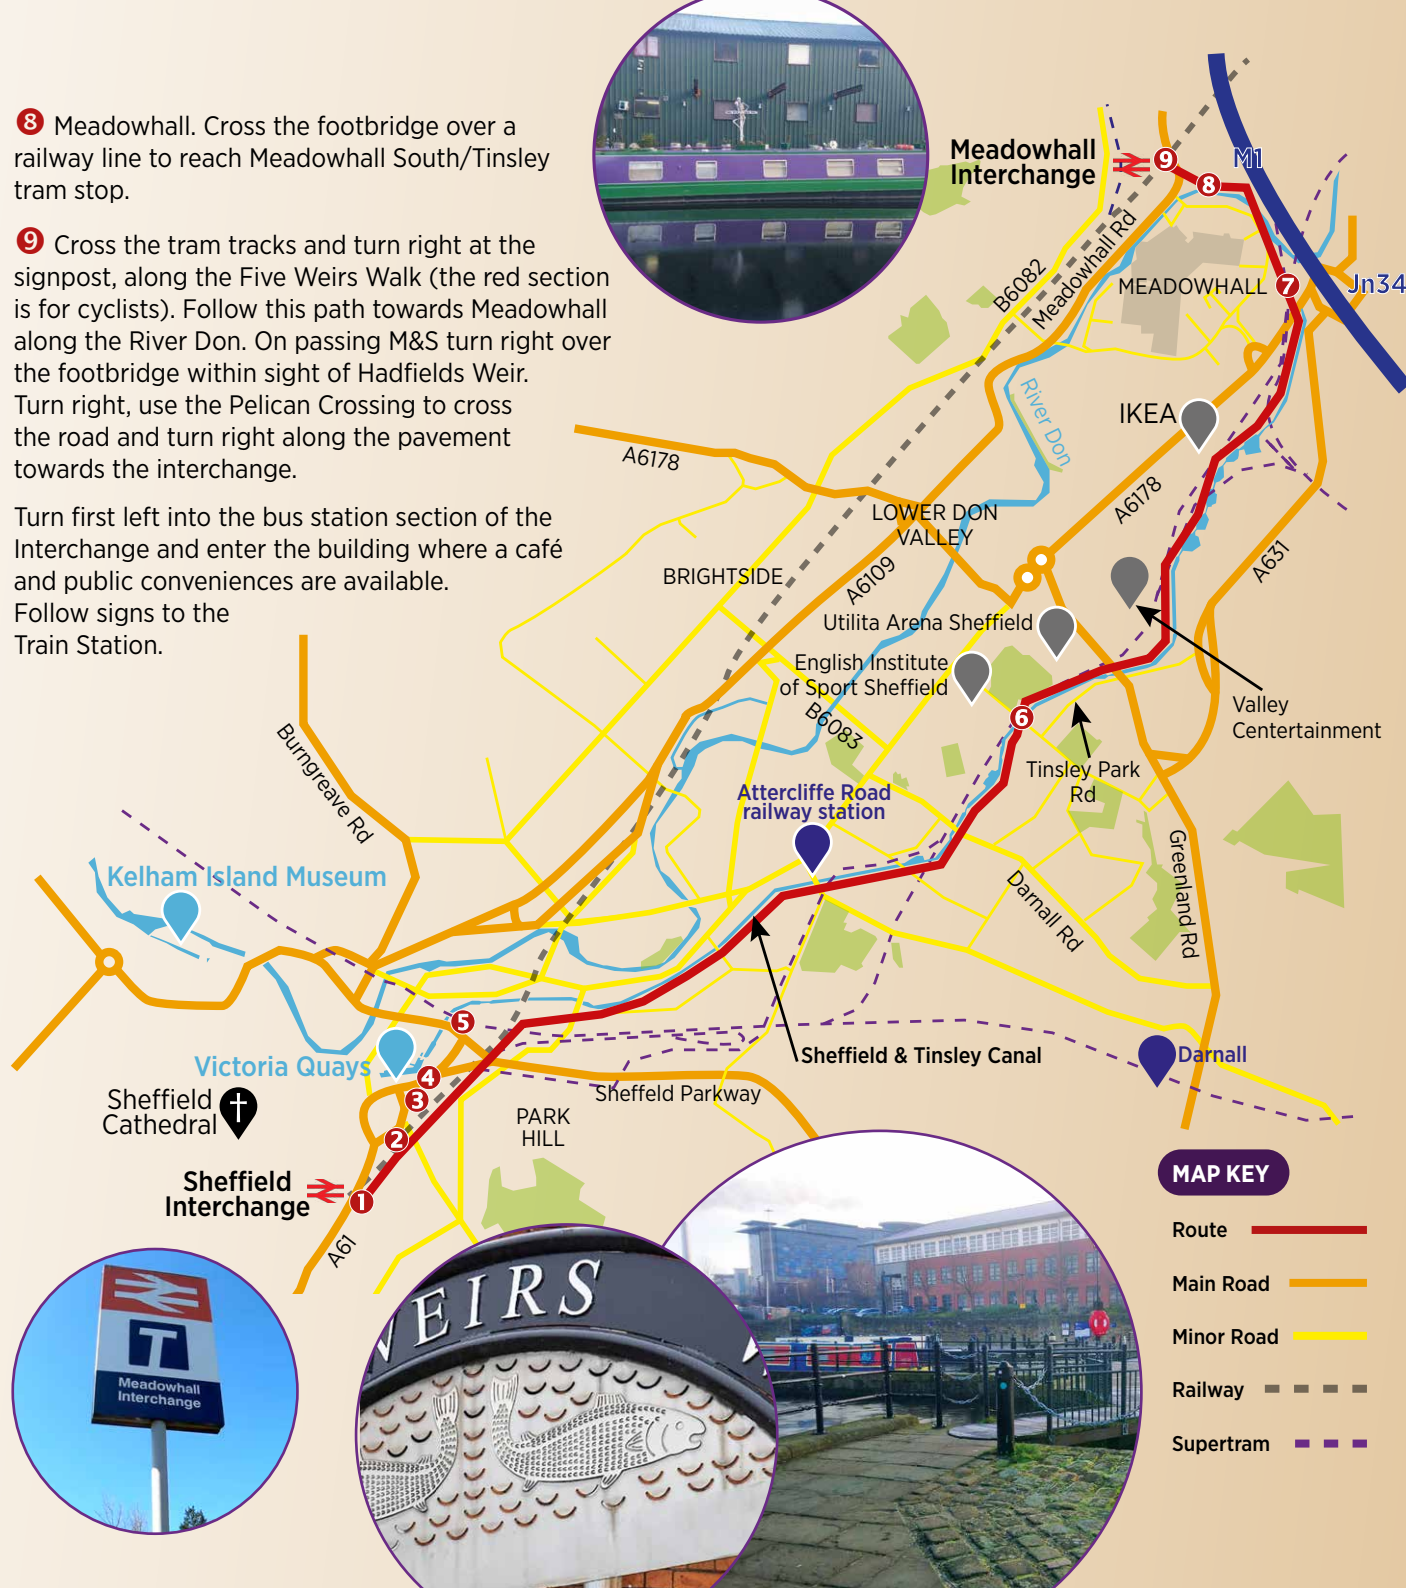 8 Meadowhall. Cross the footbridge over a
railway line to reach Meadowhall South/Tinsley
tram stop.
9 Cross the tram tracks and turn right at the
signpost, along the Five Weirs Walk (the red section
is for cyclists). Follow this path towards Meadowhall
along the River Don. On passing M&S turn right over
the footbridge within sight of Hadfields Weir.
Turn right, use the Pelican Crossing to cross
the road and turn right along the pavement
towards the interchange.
Turn first left into the bus station section of the
Interchange and enter the building where a café
and public conveniences are available.
Follow signs to the
Train Station.
Meadowhall
Interchange
9
8
M1
7
Jn34
B6082
Meadowhall Rd
MEADOWHALL
River Don
IKEA
A6178
A6178
LOWER DON
VALLEY
BRIGHTSIDE
A6109
A631
Utilita Arena Sheffield
English Institute
of Sport Sheffield
B6083
6
Valley
Centertainment
Tinsley Park
Rd
Burngreave Rd
Attercliffe Road
railway station
Greenland Rd
Darnall Rd
Kelham Island Museum
5
Victoria Quays
4
3
2
1
Sheffield
Cathedral
Sheffield & Tinsley Canal
Darnall
Sheffeld Parkway
PARK
HILL
Sheffield
Interchange
A61
MAP KEY
Route
Main Road
Minor Road
Railway
Supertram
T
Meadowhall
Interchange
WEIRS